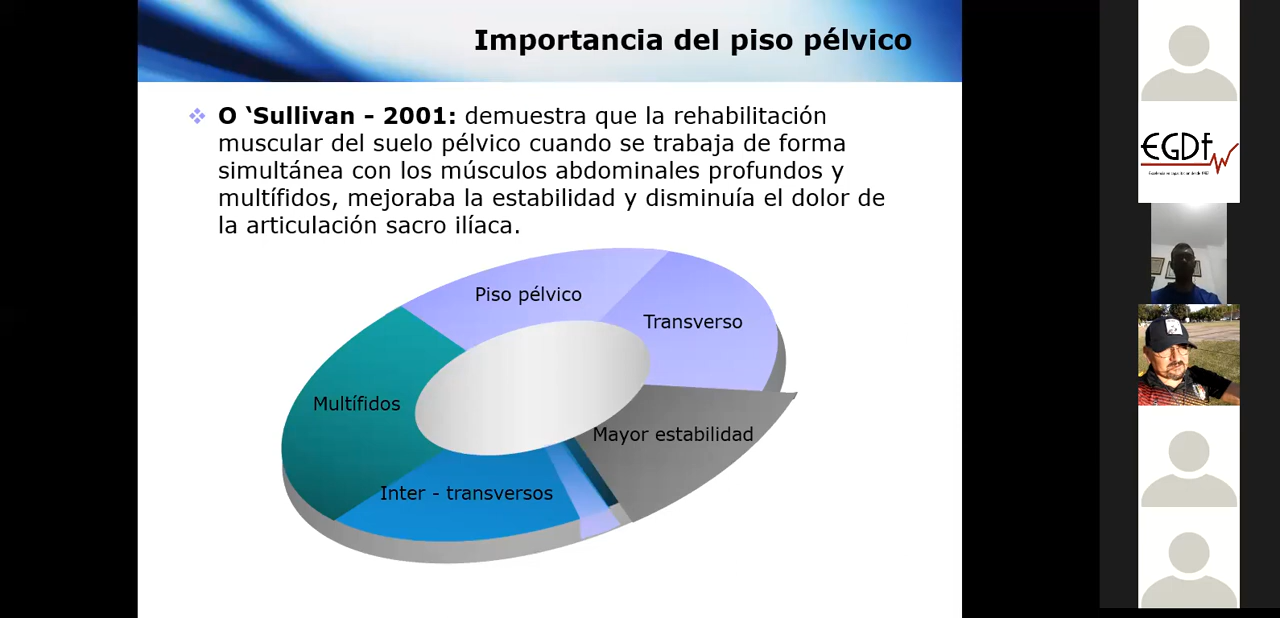 Importancia del piso pélvico
O ‘Sullivan - 2001: demuestra que la rehabilitación
muscular del suelo pélvico cuando se trabaja de forma
simultánea con los músculos abdominales profundos y
multífidos, mejoraba la estabilidad y disminuía el dolor de
la articulación sacro ilíaca.
Piso pélvico
Transverso
Multífidos
Mayor estabilidad
Inter - transversos
EGDf